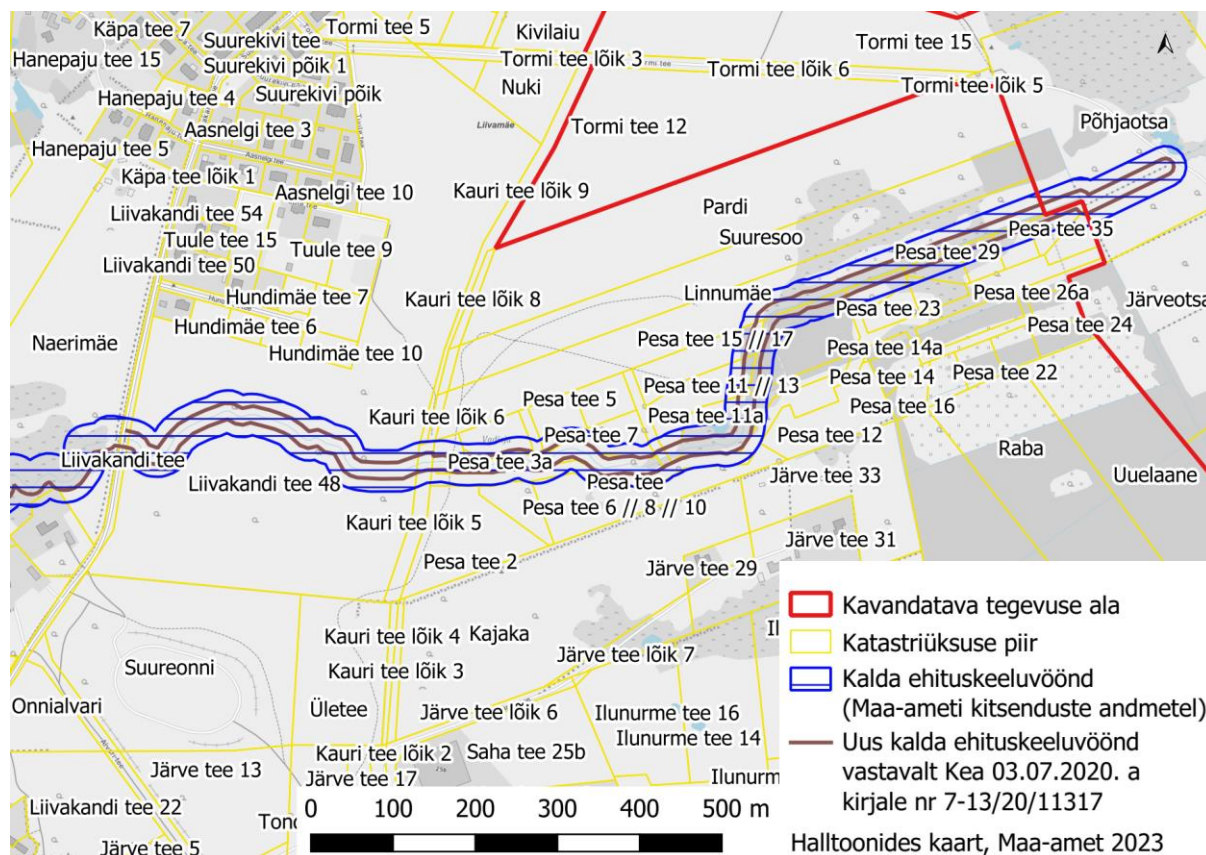 Käpa tee 7
Tormi tee 5
Kivilaiu
Suurekivi tee
Tormi tee 15
Hanepaju tee 15
Tormi tee lõik 3
Suurekivi põik 1
Tormi tee lõik 6
Nuki
Tormi tee lõik 5
Suurekivi põik
Hanepaju tee 4
Liivamäe
Tormi tee 12
Põhjaotsa
Aasnelgi tee 3
Hanepaju tee 5
Aasnelgi tee
Käpa tee lõik 1
Aasnelgi tee 10
Kauri tee lõik 9
Pardi
Liivakandi tee 54
Suuresoo
Pesa tee 35
Tuule tee 15
Tuule tee 9
Pesa tee 29
Liivakandi tee 50
Linnumäe
Pesa tee 26a
Hundimäe tee 7
Kauri tee lõik 8
Järveotsa
Pesa tee 23
Hundimäe tee 6
Pesa tee 24
Naerimäe
Pesa tee 15 // 17
Pesa tee 14a
Hundimäe tee 10
Pesa tee 22
Pesa tee 14
Pesa tee 11 // 13
Pesa tee 5
Pesa tee 16
Kauri tee lõik 6
Pesa tee 11a
Pesa tee 7
Pesa tee 12
Raba
Liivakandi tee
Pesa tee 3a
Järve tee 33
Uuelaane
Liivakandi tee 48
Pesa tee
Pesa tee 6 // 8 // 10
Kauri tee lõik 5
Järve tee 31
Pesa tee 2
Järve tee 29
Kauri tee lõik 4
Kajaka
Järve tee lõik 7
Suureonni
Kauri tee lõik 3
Onnialvari
Ületee
Järve tee lõik 6
Ilunurme tee 16
Ilunurme tee 14
Kauri tee lõik 2
Saha tee 25b
Järve tee 13
Järve tee 17
Ilunurm
Liivakandi tee 22
Järve tee 5
Kavandatava tegevuse ala
Katastriüksuse piir
Kalda ehituskeeluvöönd
(Maa-ameti kitsenduste andmetel)
Uus kalda ehituskeeluvöönd
vastavalt Kea 03.07.2020. a
kirjale nr 7-13/20/11317
0 100 200 300 400 500 m
Halltoonides kaart, Maa-amet 2023